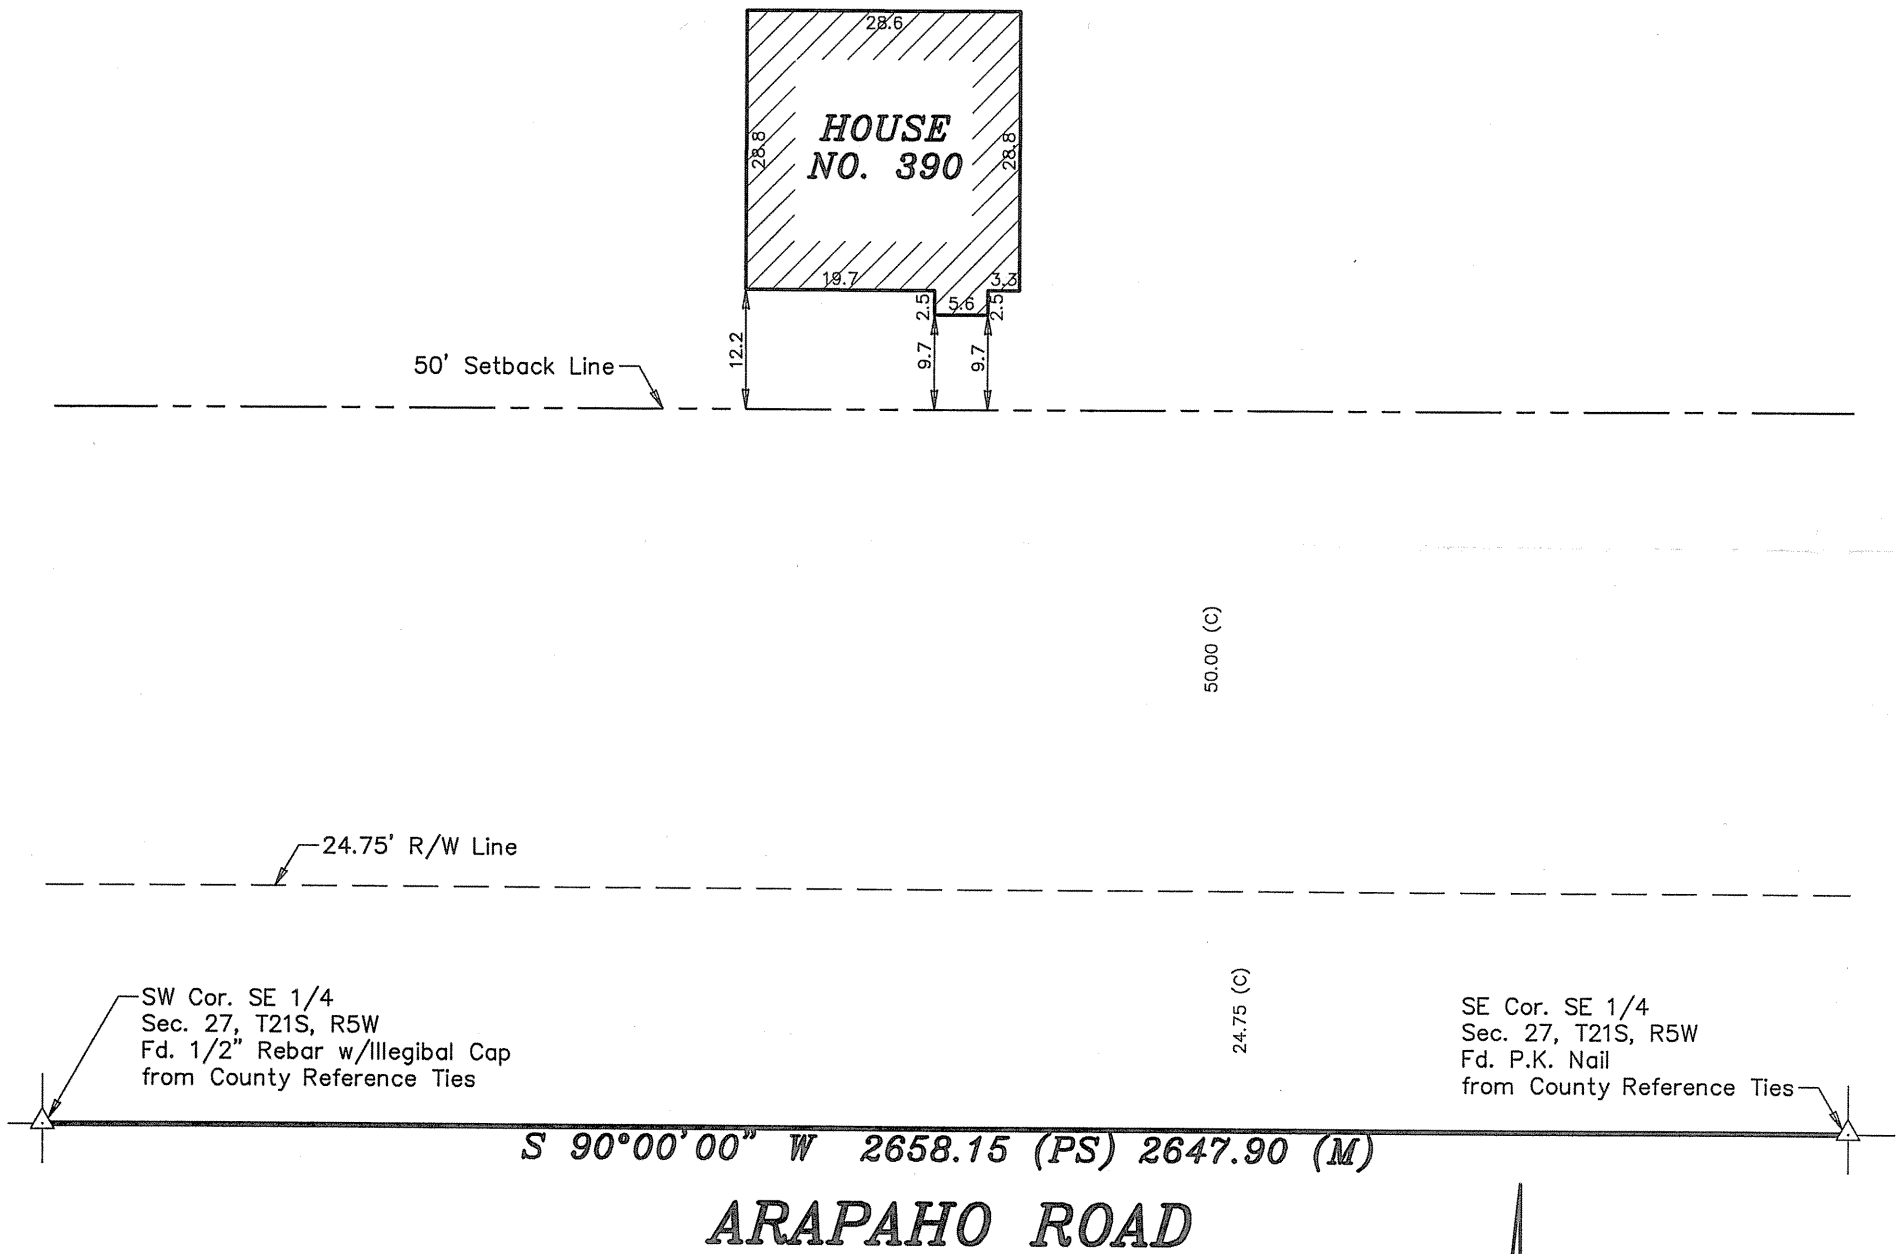 28.6
HOUSE
NO. 390
28.8
28.8
19.7
3.3
2.5
5.6
2.5
12.2
9.7
9.7
50' Setback Line
50.00 (C)
24.75' R/W Line
24.75 (C)
SW Cor. SE 1/4
Sec. 27, T21S, R5W
Fd. 1/2" Rebar w/Illegibal Cap
from County Reference Ties
SE Cor. SE 1/4
Sec. 27, T21S, R5W
Fd. P.K. Nail
from County Reference Ties
S 90°00'00" W 2658.15 (PS) 2647.90 (M)
ARAPAHO ROAD